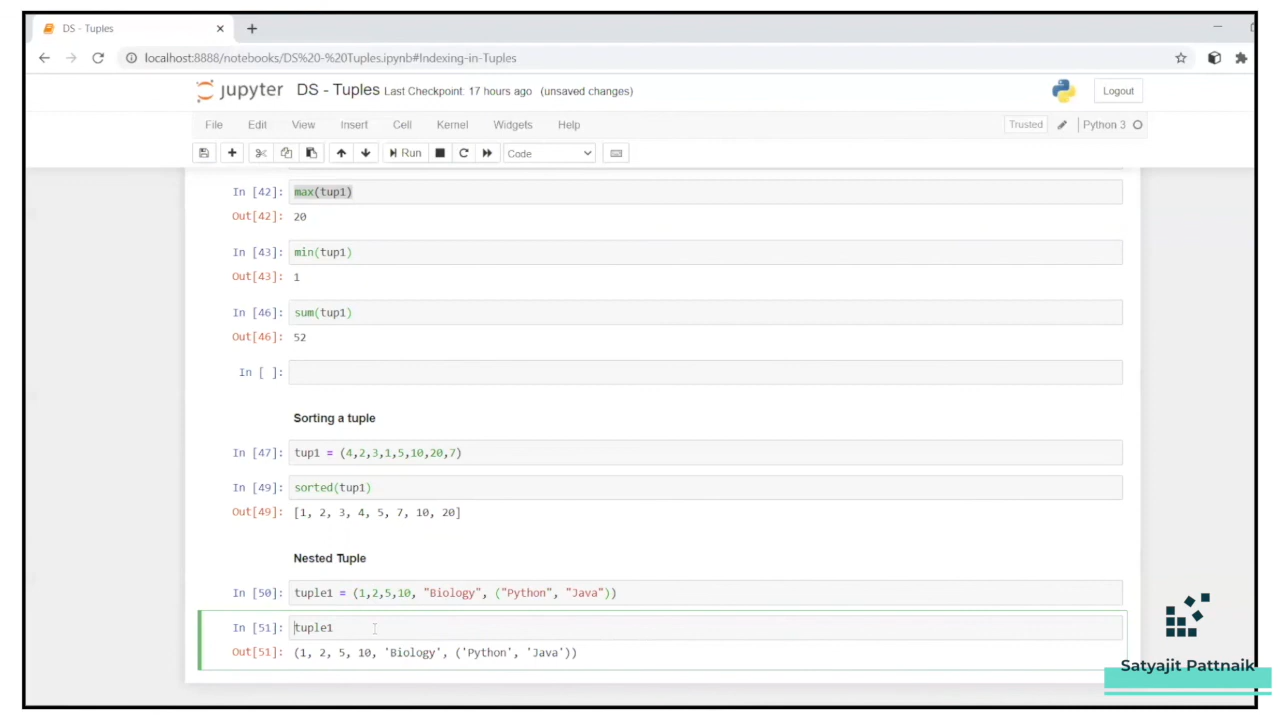 DS - Tuples
localhost:8888/notebooks/DS%20-%20Tuples.ipynb#Indexing-in-Tuples
jupyter DS - Tuples Last Checkpoint: 17 hours ago (unsaved changes) Logout
File Edit View Insert Cell Kernel Widgets Help Trusted Python 3
Run Code
In [42]: max(tup1)
Out[42]: 20
In [43]: min(tup1)
Out[43]: 1
In [46]: sum(tup1)
Out[46]: 52
In [ ]:
Sorting a tuple
In [47]: tup1 = (4,2,3,1,5,10,20,7)
In [49]: sorted(tup1)
Out[49]: [1, 2, 3, 4, 5, 7, 10, 20]
Nested Tuple
In [50]: tuple1 = (1,2,5,10, "Biology", ("Python", "Java"))
In [51]: tuple1
Out[51]: (1, 2, 5, 10, 'Biology', ('Python', 'Java'))
Satyajit Pattnaik